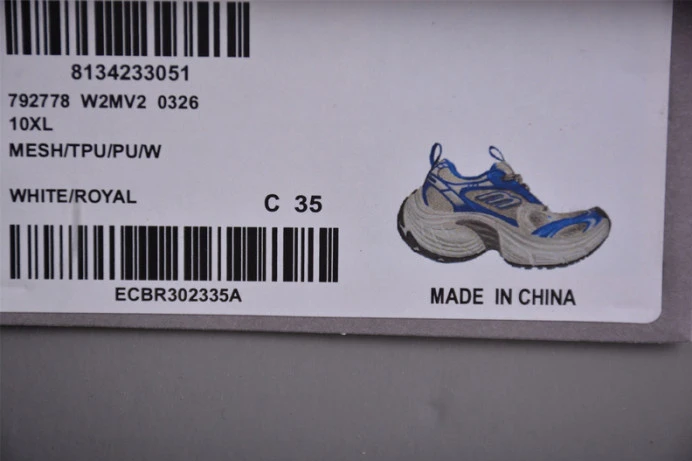 8134233051
792778 W2MV2 0326
10XL
MESH/TPU/PU/W
WHITE/ROYAL
C 35
ECBR302335A
MADE IN CHINA